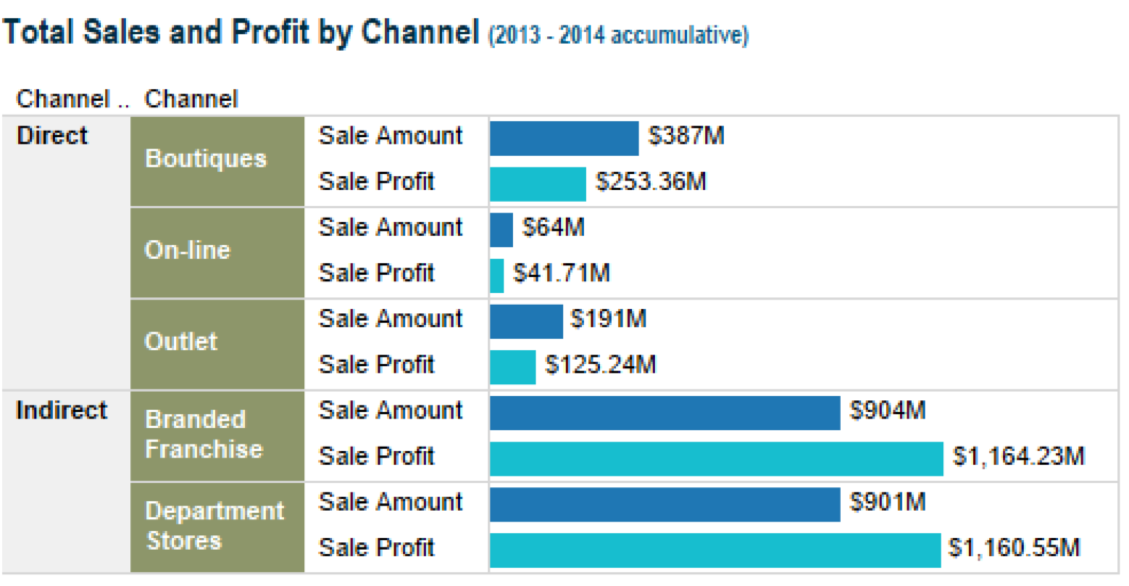 Total Sales and Profit by Channel (2013 - 2014 accumulative)
Channel .. Channel
Direct
Boutiques
Sale Amount $387M
Sale Profit $253.36M
On-line
Sale Amount $64M
Sale Profit $41.71M
Outlet
Sale Amount $191M
Sale Profit $125.24M
Indirect
Branded
Franchise
Sale Amount $904M
Sale Profit $1,164.23M
Department
Stores
Sale Amount $901M
Sale Profit $1,160.55M